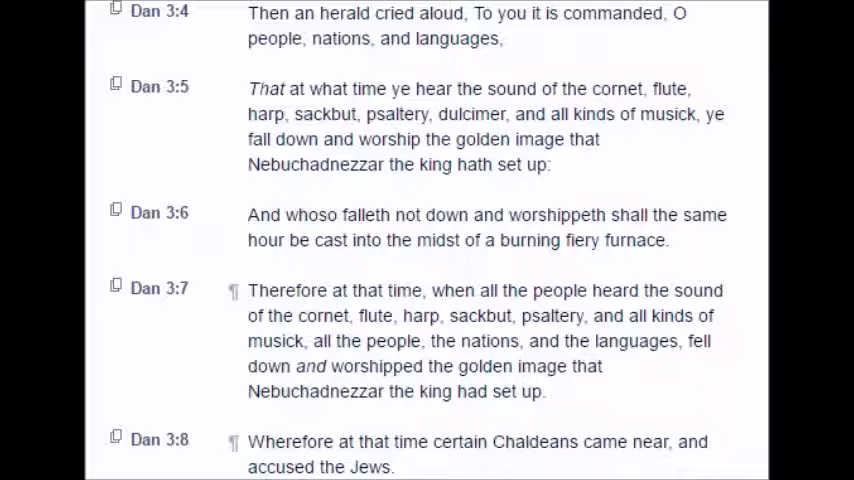 Dan 3:4 Then an herald cried aloud, To you it is commanded, O
people, nations, and languages,
Dan 3:5 That at what time ye hear the sound of the cornet, flute,
harp, sackbut, psaltery, dulcimer, and all kinds of musick, ye
fall down and worship the golden image that
Nebuchadnezzar the king hath set up:
Dan 3:6 And whoso falleth not down and worshippeth shall the same
hour be cast into the midst of a burning fiery furnace.
Dan 3:7 ¶ Therefore at that time, when all the people heard the sound
of the cornet, flute, harp, sackbut, psaltery, and all kinds of
musick, all the people, the nations, and the languages, fell
down and worshipped the golden image that
Nebuchadnezzar the king had set up.
Dan 3:8 ¶ Wherefore at that time certain Chaldeans came near, and
accused the Jews.